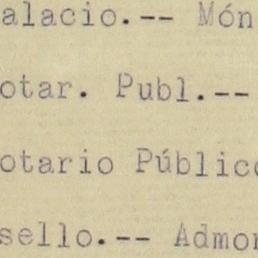 alacio.-- Món
otar. Publ.--
otario Público
sello.-- Admon